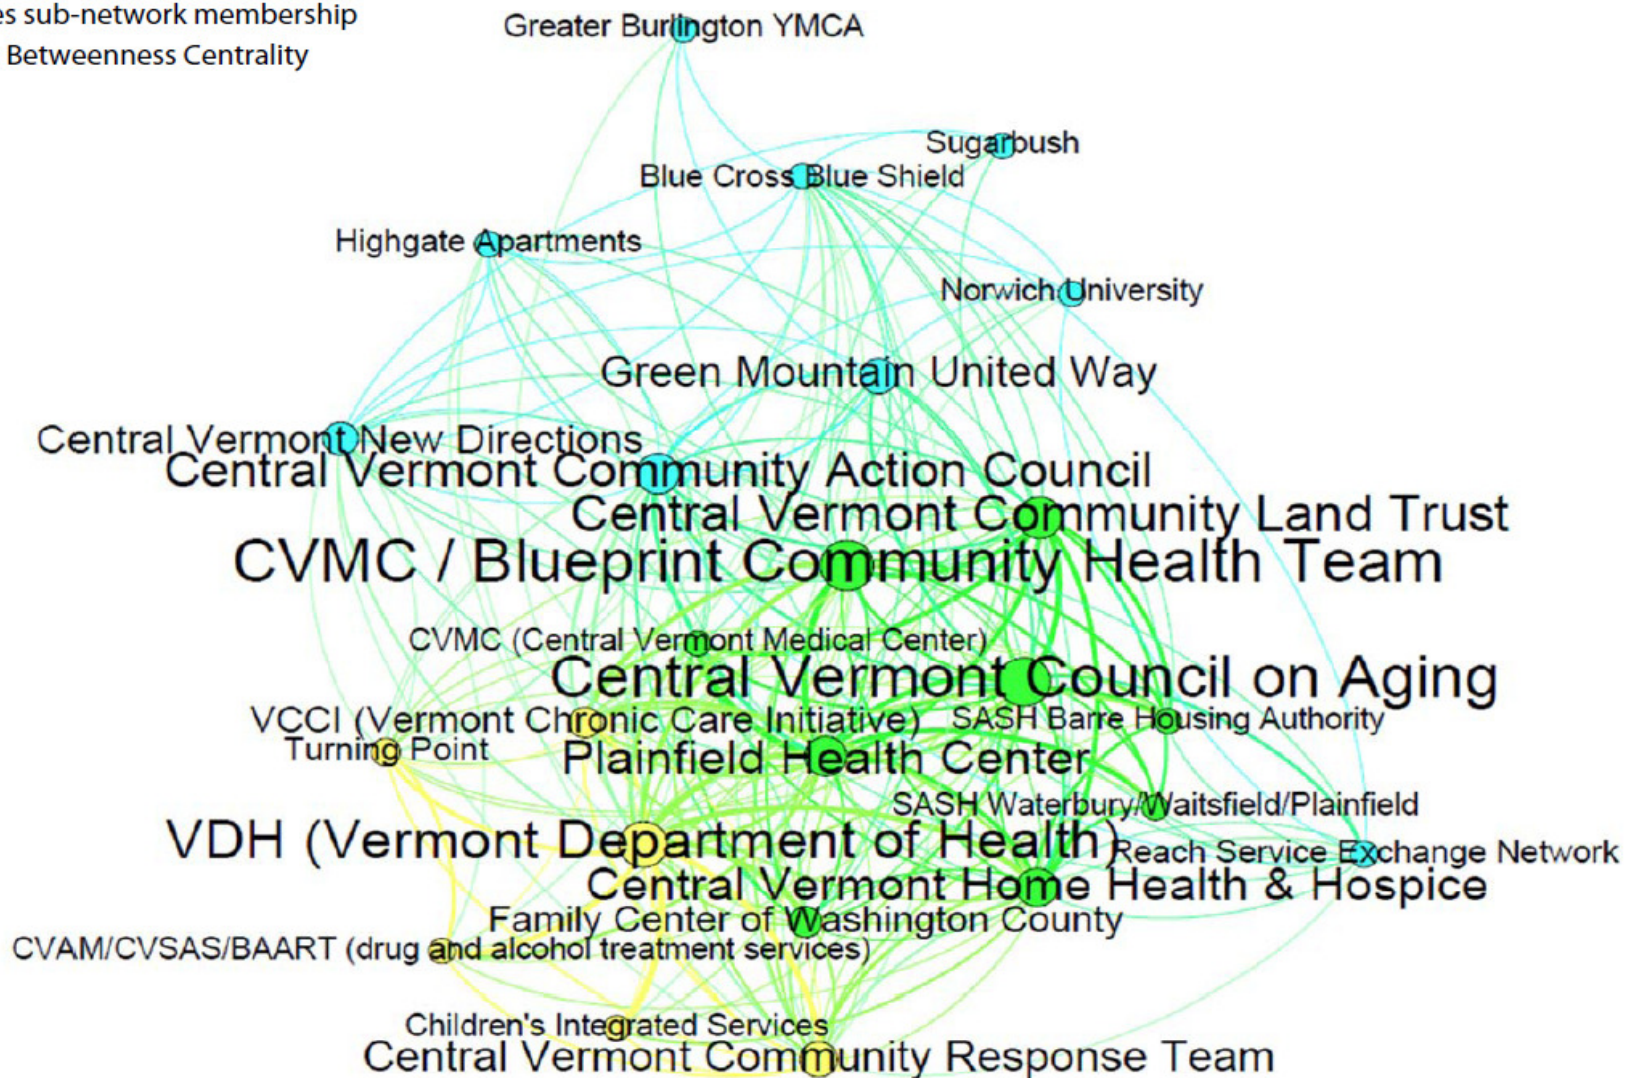 es sub-network membership
Betweenness Centrality
Greater Burlington YMCA
Sugarbush
Blue Cross Blue Shield
Highgate Apartments
Norwich University
Green Mountain United Way
Central Vermont New Directions
Central Vermont Community Action Council
Central Vermont Community Land Trust
CVMC / Blueprint Community Health Team
CVMC (Central Vermont Medical Center)
Central Vermont Council on Aging
VCCI (Vermont Chronic Care Initiative)
SASH Barre Housing Authority
Turning Point
Plainfield Health Center
SASH Waterbury/Waitsfield/Plainfield
VDH (Vermont Department of Health)
Reach Service Exchange Network
Central Vermont Home Health & Hospice
Family Center of Washington County
CVAM/CVSAS/BAART (drug and alcohol treatment services)
Children's Integrated Services
Central Vermont Community Response Team